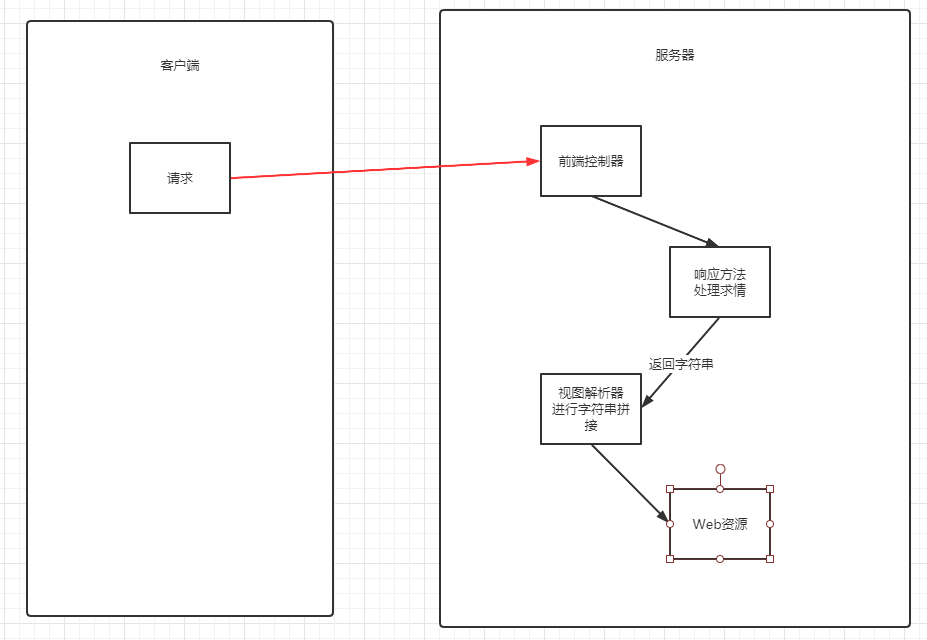 客户端
服务器
请求
前端控制器
响应方法
处理求情
返回字符串
视图解析器
进行字符串拼
接
Web资源